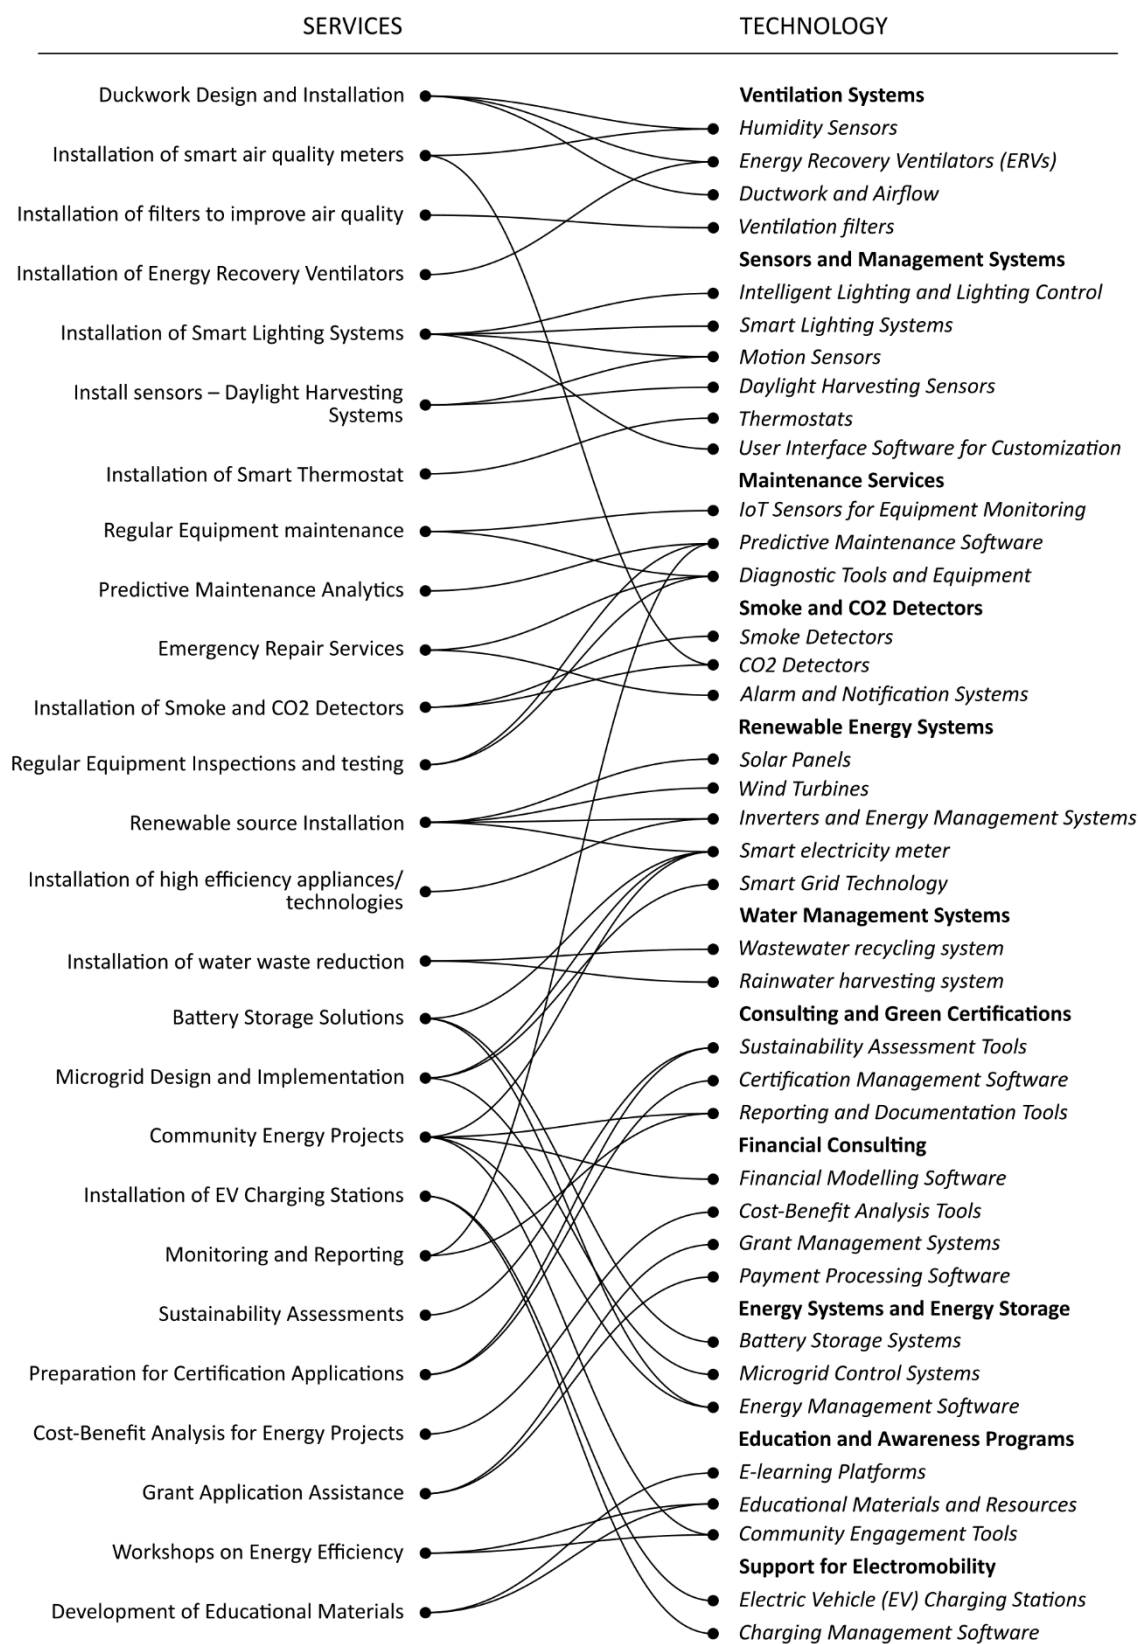 SERVICES
TECHNOLOGY
Duckwork Design and Installation
Installation of smart air quality meters
Installation of filters to improve air quality
Installation of Energy Recovery Ventilators
Installation of Smart Lighting Systems
Install sensors – Daylight Harvesting
Systems
Installation of Smart Thermostat
Regular Equipment maintenance
Predictive Maintenance Analytics
Emergency Repair Services
Installation of Smoke and CO2 Detectors
Regular Equipment Inspections and testing
Renewable source Installation
Installation of high efficiency appliances/
technologies
Installation of water waste reduction
Battery Storage Solutions
Microgrid Design and Implementation
Community Energy Projects
Installation of EV Charging Stations
Monitoring and Reporting
Sustainability Assessments
Preparation for Certification Applications
Cost-Benefit Analysis for Energy Projects
Grant Application Assistance
Workshops on Energy Efficiency
Development of Educational Materials
Ventilation Systems
Humidity Sensors
Energy Recovery Ventilators (ERVs)
Ductwork and Airflow
Ventilation filters
Sensors and Management Systems
Intelligent Lighting and Lighting Control
Smart Lighting Systems
Motion Sensors
Daylight Harvesting Sensors
Thermostats
User Interface Software for Customization
Maintenance Services
IoT Sensors for Equipment Monitoring
Predictive Maintenance Software
Diagnostic Tools and Equipment
Smoke and CO2 Detectors
Smoke Detectors
CO2 Detectors
Alarm and Notification Systems
Renewable Energy Systems
Solar Panels
Wind Turbines
Inverters and Energy Management Systems
Smart electricity meter
Smart Grid Technology
Water Management Systems
Wastewater recycling system
Rainwater harvesting system
Consulting and Green Certifications
Sustainability Assessment Tools
Certification Management Software
Reporting and Documentation Tools
Financial Consulting
Financial Modelling Software
Cost-Benefit Analysis Tools
Grant Management Systems
Payment Processing Software
Energy Systems and Energy Storage
Battery Storage Systems
Microgrid Control Systems
Energy Management Software
Education and Awareness Programs
E-learning Platforms
Educational Materials and Resources
Community Engagement Tools
Support for Electromobility
Electric Vehicle (EV) Charging Stations
Charging Management Software